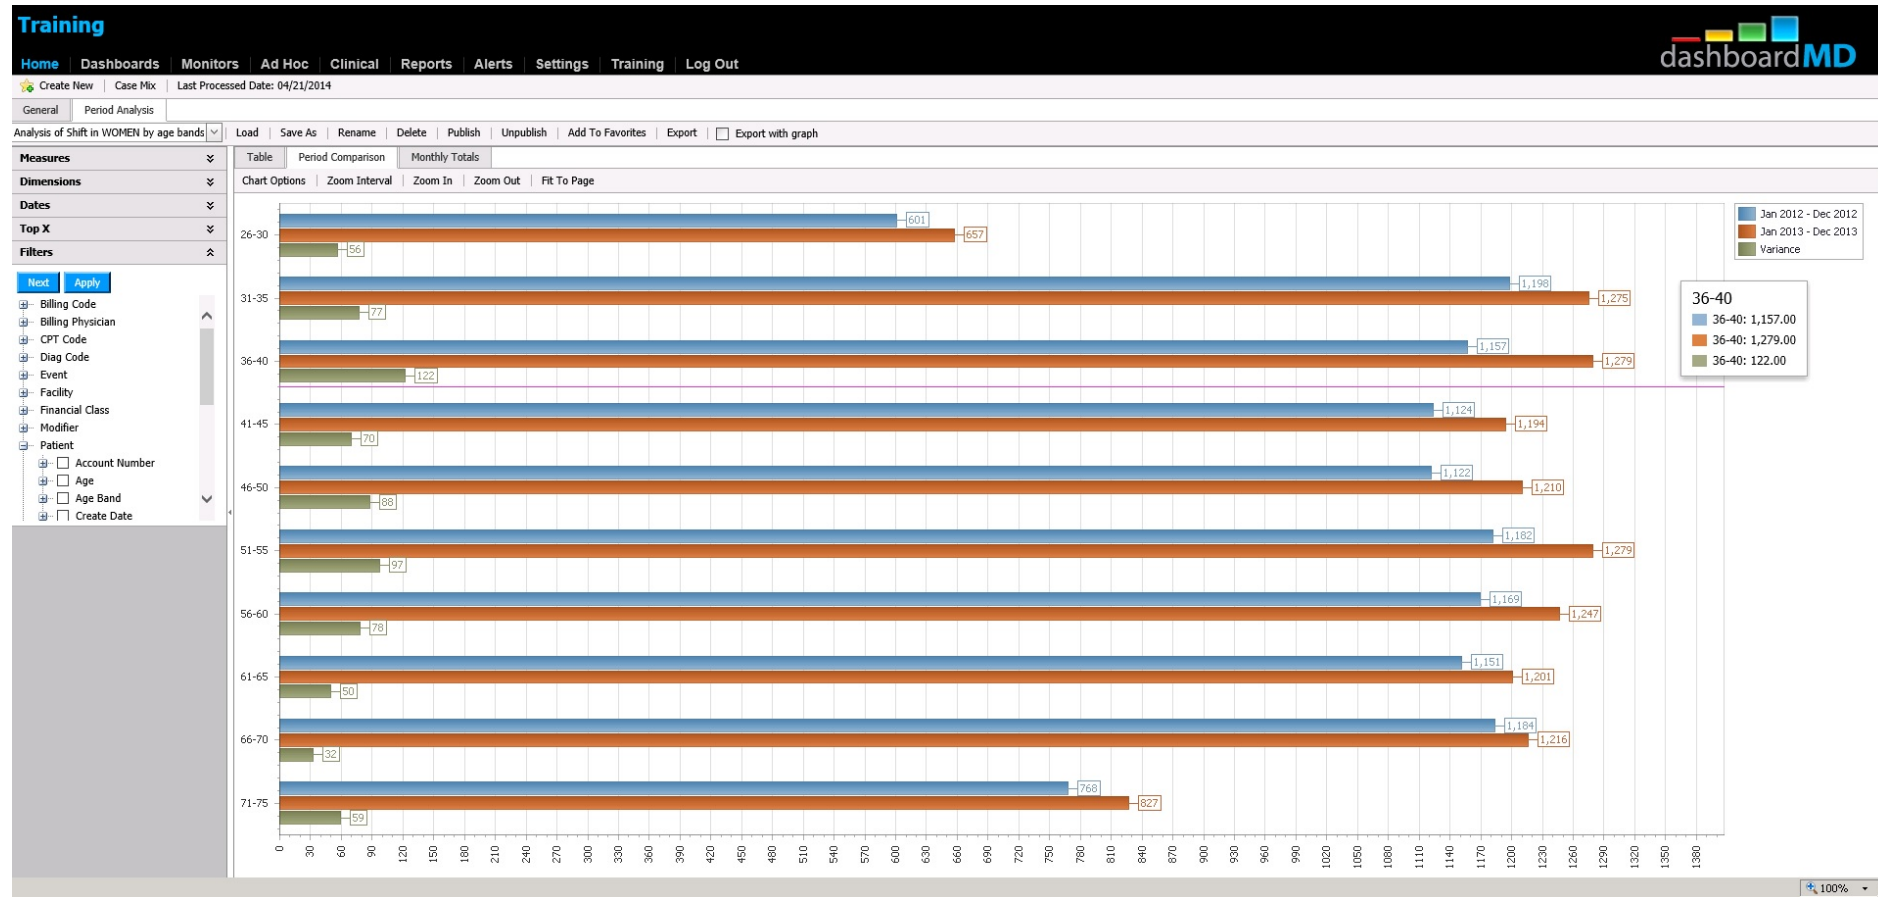 Training
dashboardMD
Home Dashboards Monitors Ad Hoc Clinical Reports Alerts Settings Training Log Out
Create New Case Mix Last Processed Date: 04/21/2014
General Period Analysis
Analysis of Shift in WOMEN by age bands Load Save As Rename Delete Publish Unpublish Add To Favorites Export Export with graph
Measures
Dimensions
Dates
Top X
Filters
Next Apply
Billing Code
Billing Physician
CPT Code
Diag Code
Event
Facility
Financial Class
Modifier
Patient
Account Number
Age
Age Band
Create Date
Table Period Comparison Monthly Totals
Chart Options Zoom Interval Zoom In Zoom Out Fit To Page
601
26-30 657
56
1,198
31-35 1,275
77
1,157
36-40 1,279
122
1,124
41-45 1,194
70
1,122
46-50 1,210
88
1,182
51-55 1,279
97
1,169
56-60 1,247
78
1,151
61-65 1,201
50
1,184
66-70 1,216
32
768
71-75 827
59
0 30 60 90 120 150 180 210 240 270 300 330 360 390 420 450 480 510 540 570 600 630 660 690 720 750 780 810 840 870 900 930 960 990 1020 1050 1080 1110 1140 1170 1200 1230 1260 1290 1320 1350 1380
Jan 2012 - Dec 2012
Jan 2013 - Dec 2013
Variance
36-40
36-40: 1,157.00
36-40: 1,279.00
36-40: 122.00
100%